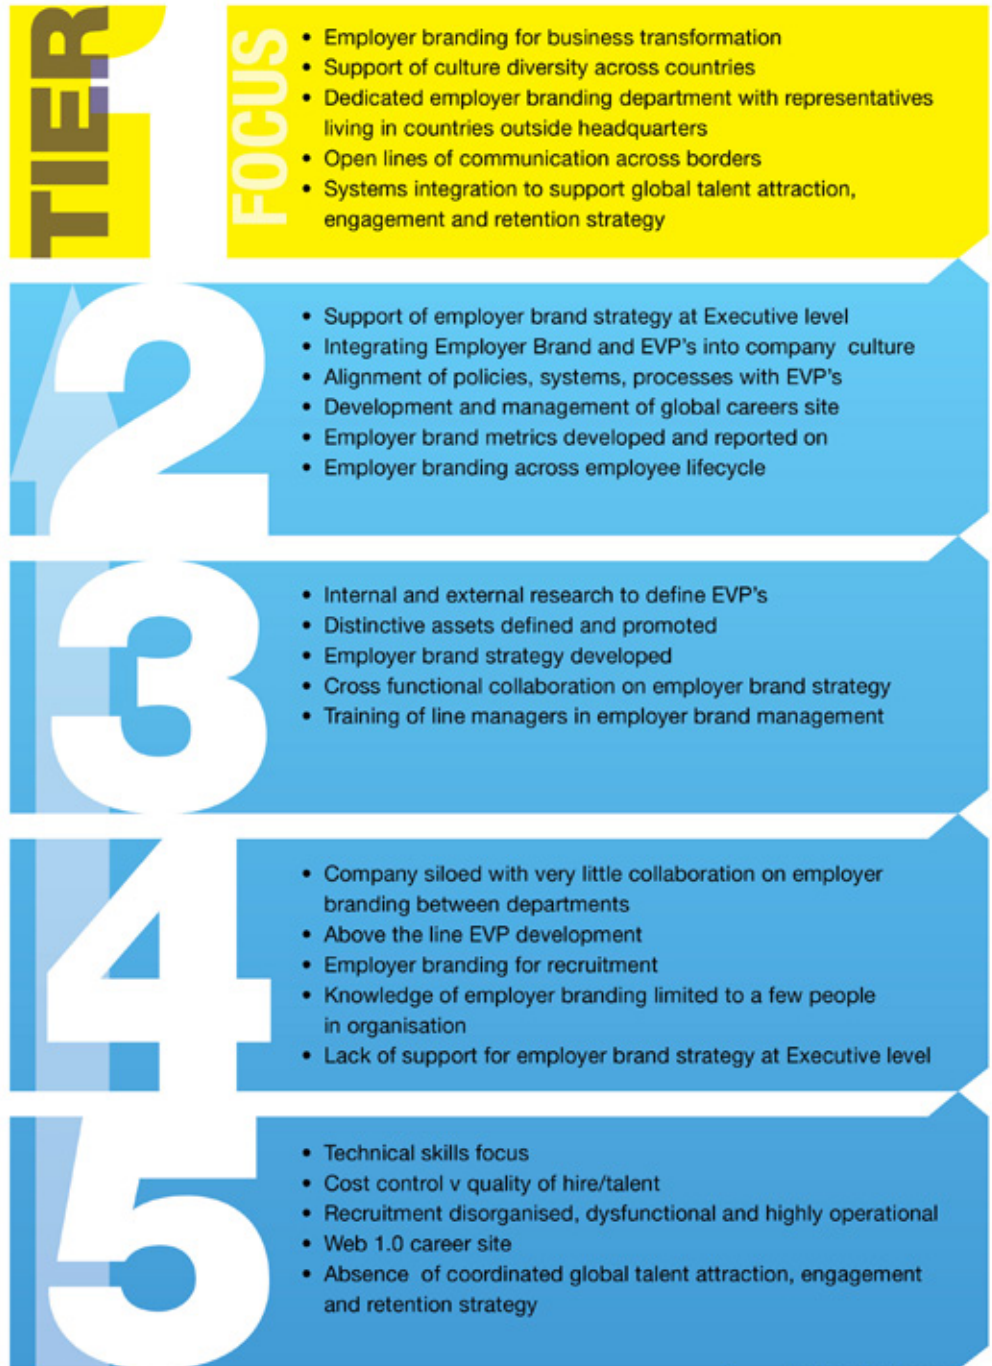 TIER
1
FOCUS
• Employer branding for business transformation
• Support of culture diversity across countries
• Dedicated employer branding department with representatives
living in countries outside headquarters
• Open lines of communication across borders
• Systems integration to support global talent attraction,
engagement and retention strategy
2
• Support of employer brand strategy at Executive level
• Integrating Employer Brand and EVP's into company culture
• Alignment of policies, systems, processes with EVP's
• Development and management of global careers site
• Employer brand metrics developed and reported on
• Employer branding across employee lifecycle
3
• Internal and external research to define EVP's
• Distinctive assets defined and promoted
• Employer brand strategy developed
• Cross functional collaboration on employer brand strategy
• Training of line managers in employer brand management
4
• Company siloed with very little collaboration on employer
branding between departments
• Above the line EVP development
• Employer branding for recruitment
• Knowledge of employer branding limited to a few people
in organisation
• Lack of support for employer brand strategy at Executive level
5
• Technical skills focus
• Cost control v quality of hire/talent
• Recruitment disorganised, dysfunctional and highly operational
• Web 1.0 career site
• Absence of coordinated global talent attraction, engagement
and retention strategy